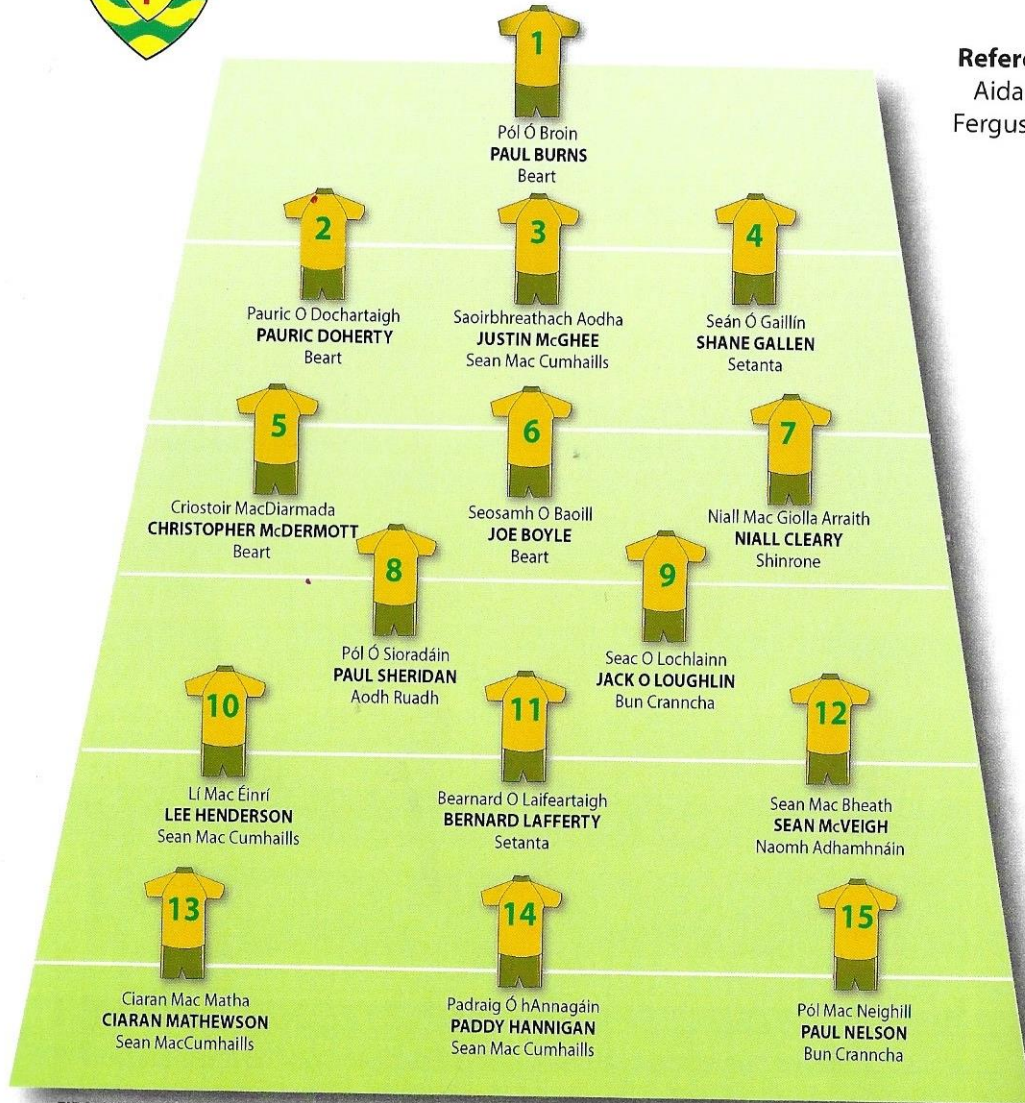 Refer
Aida
Fergus
1
Pól Ó Broin
PAUL BURNS
Beart
2
Pauric O Dochartaigh
PAURIC DOHERTY
Beart
3
Saoirbhreathach Aodha
JUSTIN McGHEE
Sean Mac Cumhaills
4
Seán Ó Gaillín
SHANE GALLEN
Setanta
5
Criostoir MacDiarmada
CHRISTOPHER McDERMOTT
Beart
6
Seosamh O Baoill
JOE BOYLE
Beart
7
Niall Mac Giolla Arraith
NIALL CLEARY
Shinrone
8
Pól Ó Sioradáin
PAUL SHERIDAN
Aodh Ruadh
9
Seac O Lochlainn
JACK O LOUGHLIN
Bun Cranncha
10
Lí Mac Éinrí
LEE HENDERSON
Sean Mac Cumhaills
11
Bearnard O Laifeartaigh
BERNARD LAFFERTY
Setanta
12
Sean Mac Bheath
SEAN McVEIGH
Naomh Adhamhnáin
13
Ciaran Mac Matha
CIARAN MATHEWSON
Sean MacCumhaills
14
Padraig Ó hAnnagáin
PADDY HANNIGAN
Sean Mac Cumhaills
15
Pól Mac Neighill
PAUL NELSON
Bun Cranncha